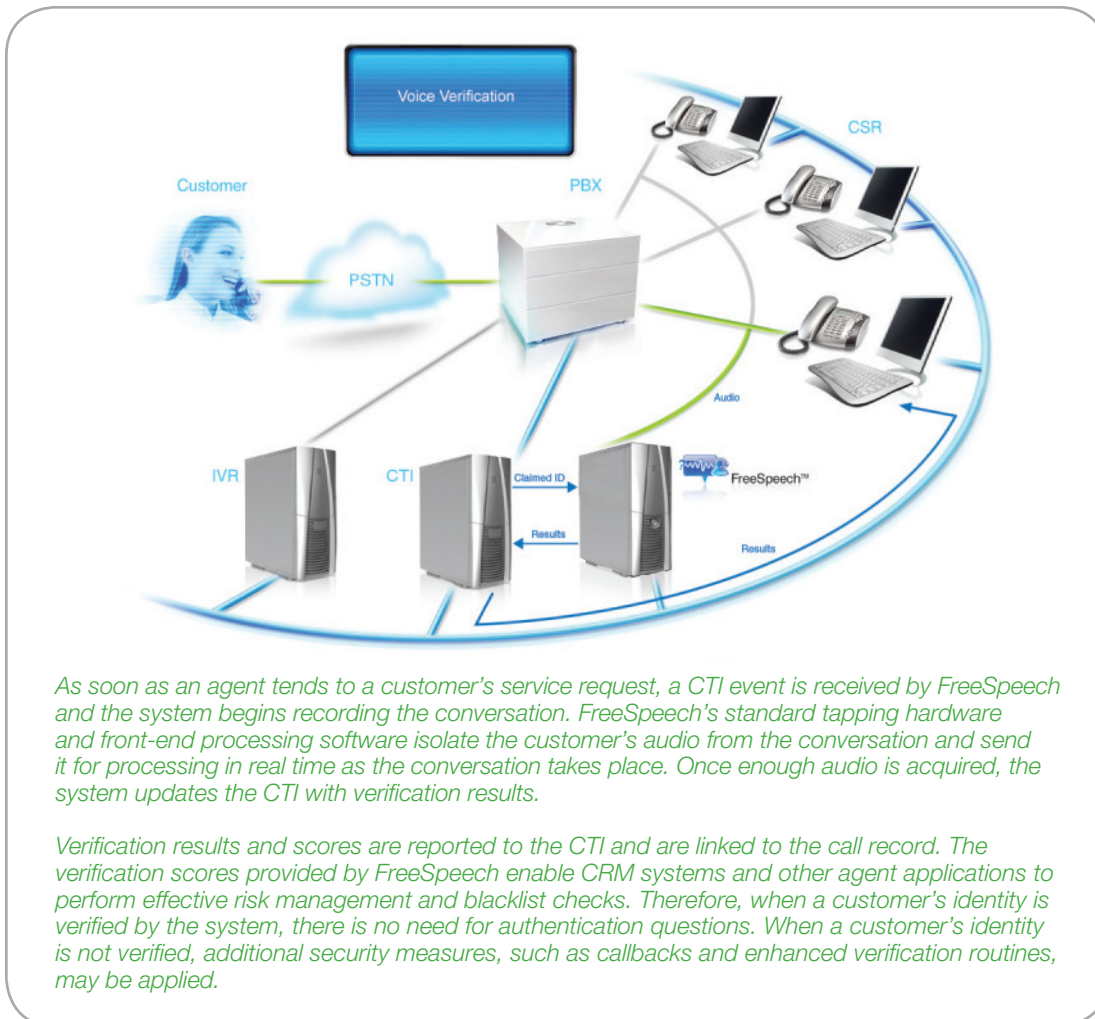 Voice Verification
CSR
Customer
PBX
PSTN
Audio
IVR
CTI
Claimed ID
FreeSpeech™
Results
Results
As soon as an agent tends to a customer's service request, a CTI event is received by FreeSpeech
and the system begins recording the conversation. FreeSpeech's standard tapping hardware
and front-end processing software isolate the customer's audio from the conversation and send
it for processing in real time as the conversation takes place. Once enough audio is acquired, the
system updates the CTI with verification results.
Verification results and scores are reported to the CTI and are linked to the call record. The
verification scores provided by FreeSpeech enable CRM systems and other agent applications to
perform effective risk management and blacklist checks. Therefore, when a customer's identity is
verified by the system, there is no need for authentication questions. When a customer's identity
is not verified, additional security measures, such as callbacks and enhanced verification routines,
may be applied.